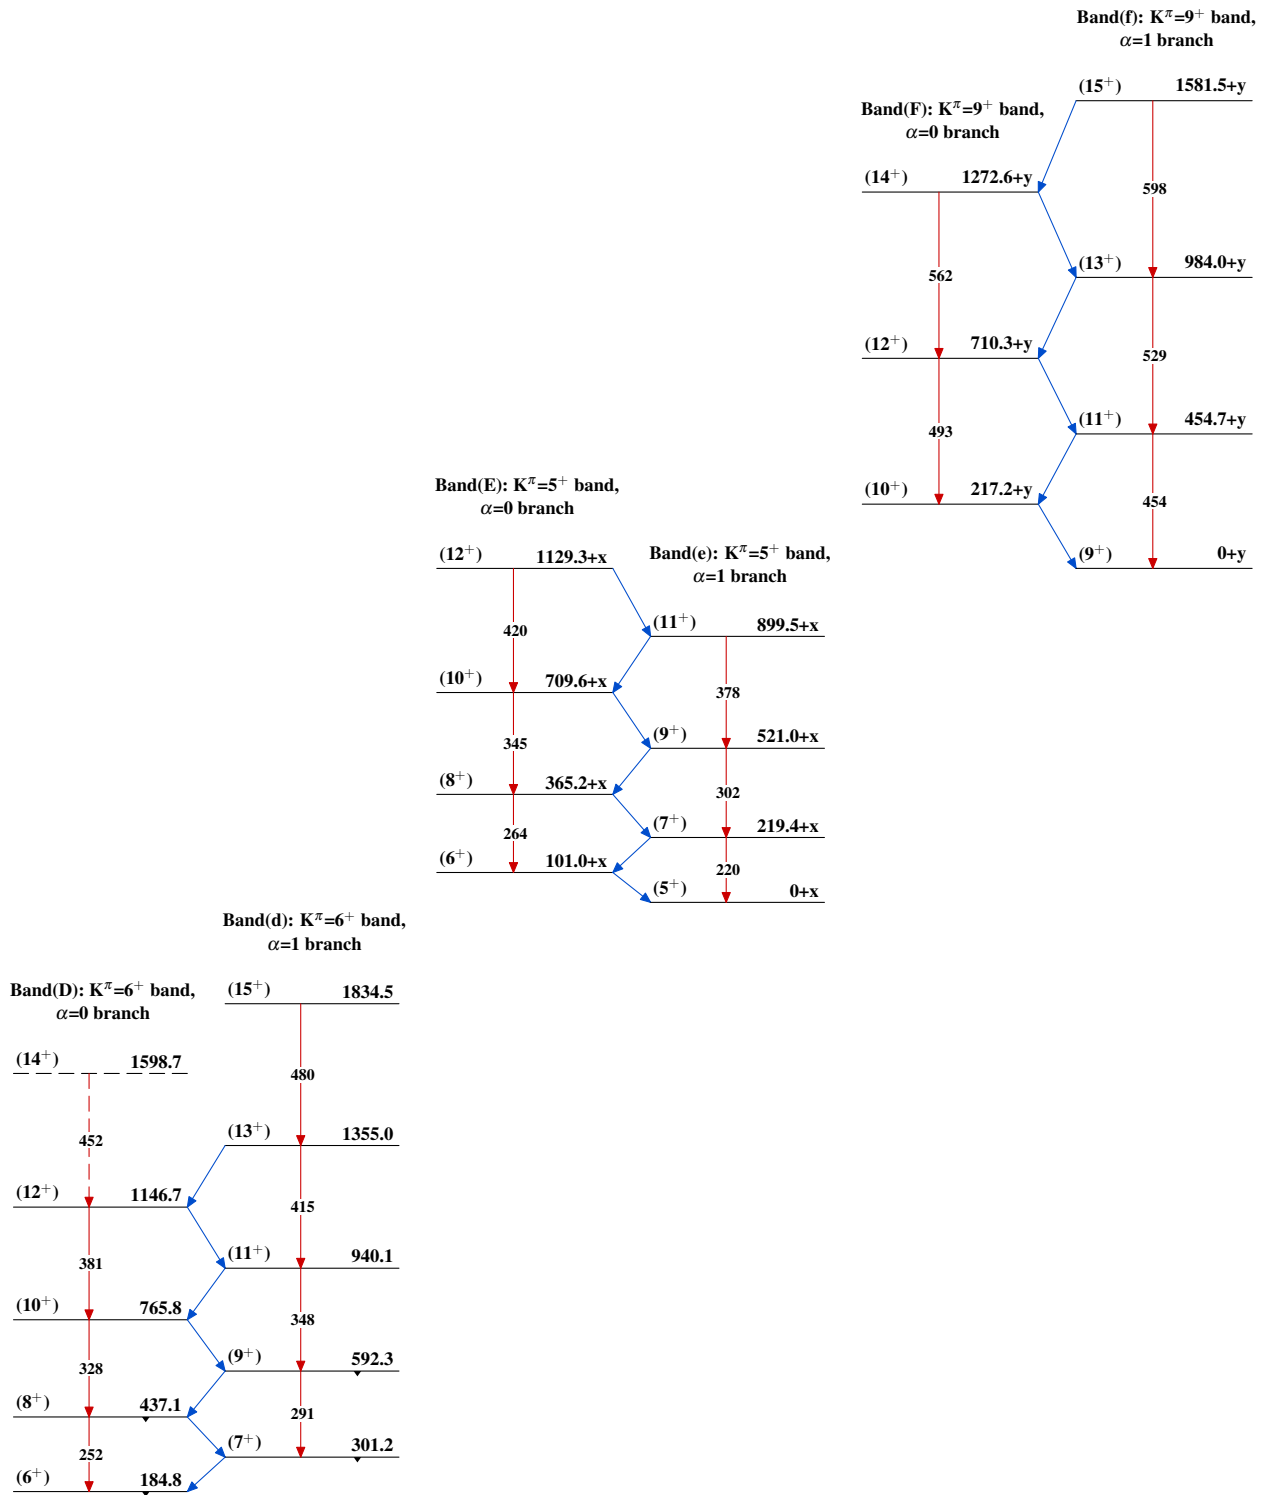 Band(f): Kπ=9+ band,
α=1 branch
(15+) 1581.5+y
598
(13+) 984.0+y
529
(11+) 454.7+y
454
(9+) 0+y
Band(F): Kπ=9+ band,
α=0 branch
(14+) 1272.6+y
562
(12+) 710.3+y
493
(10+) 217.2+y
Band(E): Kπ=5+ band,
α=0 branch
(12+) 1129.3+x
420
(10+) 709.6+x
345
(8+) 365.2+x
264
(6+) 101.0+x
Band(e): Kπ=5+ band,
α=1 branch
(11+) 899.5+x
378
(9+) 521.0+x
302
(7+) 219.4+x
220
(5+) 0+x
Band(d): Kπ=6+ band,
α=1 branch
(15+) 1834.5
480
(13+) 1355.0
415
(11+) 940.1
348
(9+) 592.3
291
(7+) 301.2
Band(D): Kπ=6+ band,
α=0 branch
(14+) 1598.7
452
(12+) 1146.7
381
(10+) 765.8
328
(8+) 437.1
252
(6+) 184.8